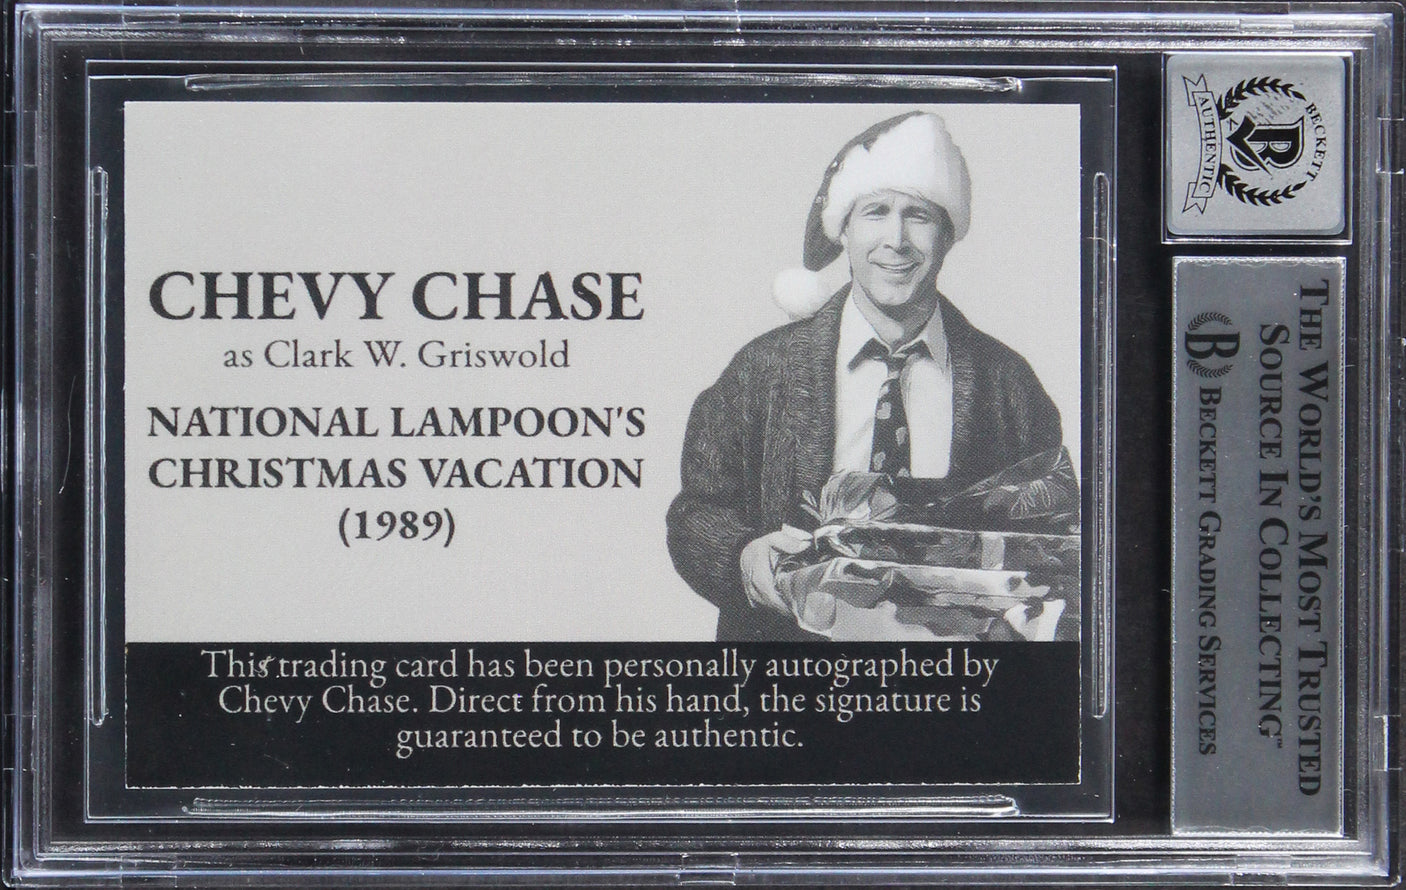 CHEVY CHASE
as Clark W. Griswold
NATIONAL LAMPOON'S
CHRISTMAS VACATION
(1989)
This trading card has been personally autographed by
Chevy Chase. Direct from his hand, the signature is
guaranteed to be authentic.
BECKETT
AUTHENTIC
THE WORLD'S MOST TRUSTED
SOURCE IN COLLECTING™
B BECKETT GRADING SERVICES